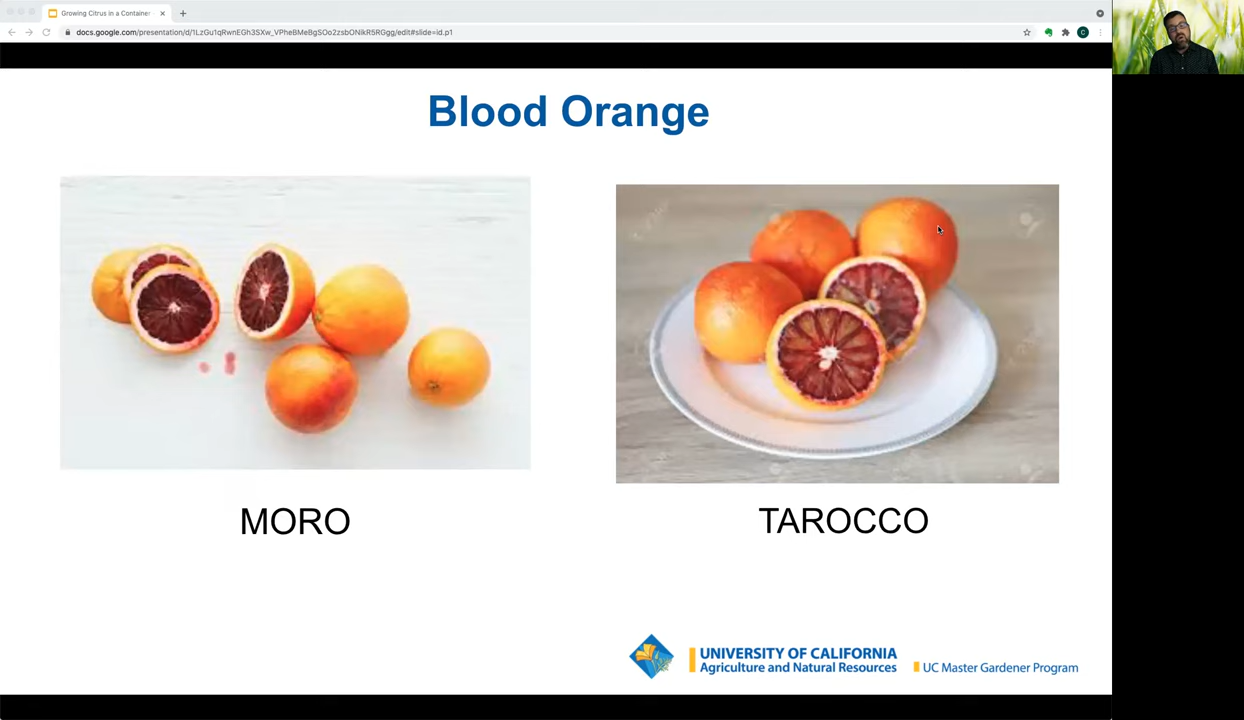 Growing Citrus in a Container
docs.google.com/presentation/d/1LzGu1qRwnEGh3SXw_VPheBMeBgSOo2zsbONikR5RGgg/edit#slide=id.p1
C
Blood Orange
MORO
TAROCCO
UNIVERSITY OF CALIFORNIA
Agriculture and Natural Resources
UC Master Gardener Program